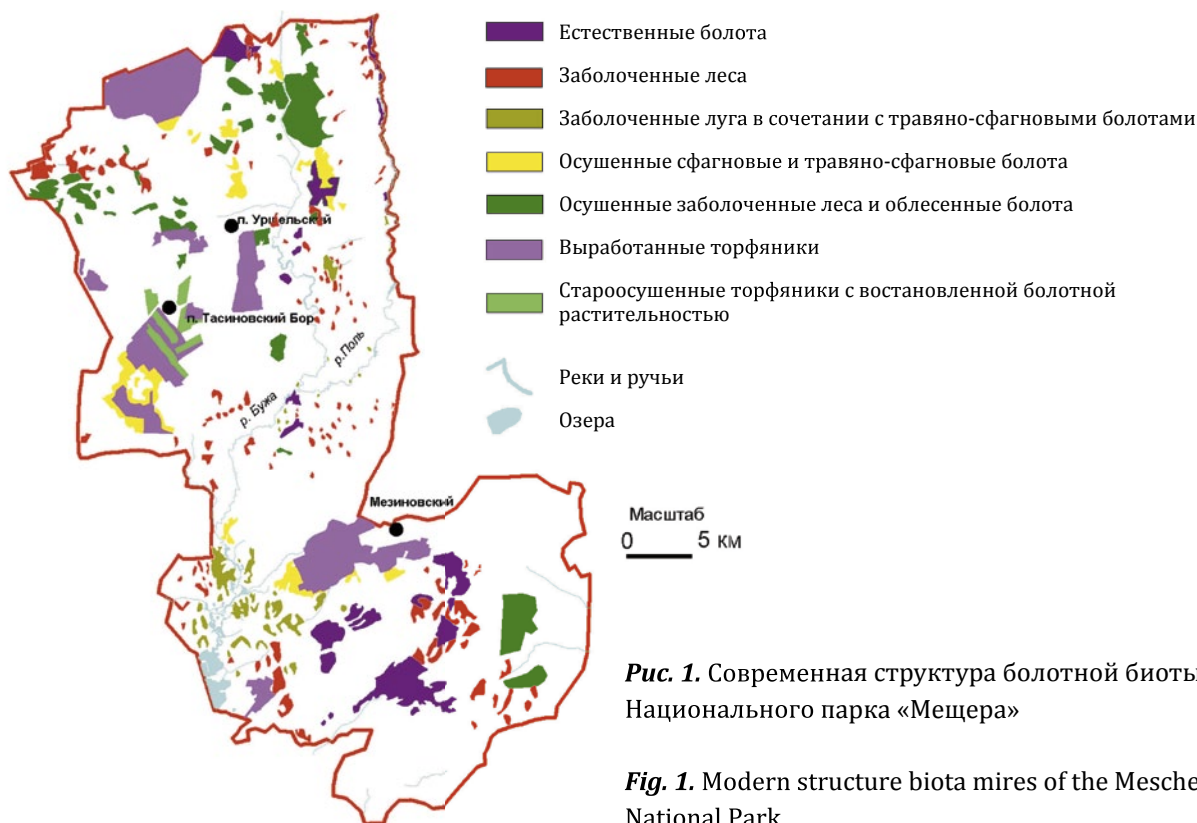 Естественные болота
Заболоченные леса
Заболоченные луга в сочетании с травяно-сфагновыми болотами
Осушенные сфагновые и травяно-сфагновые болота
Осушенные заболоченные леса и облесенные болота
Выработанные торфяники
Староосушенные торфяники с востановленной болотной
растительностью
Реки и ручьи
Озера
п. Уршельский
п. Тасиновский Бор
р.Поль
р. Бужа
Мезиновский
Масштаб
0 5 км
Рис. 1. Современная структура болотной биоты
Национального парка «Мещера»
Fig. 1. Modern structure biota mires of the Mesche
National Park